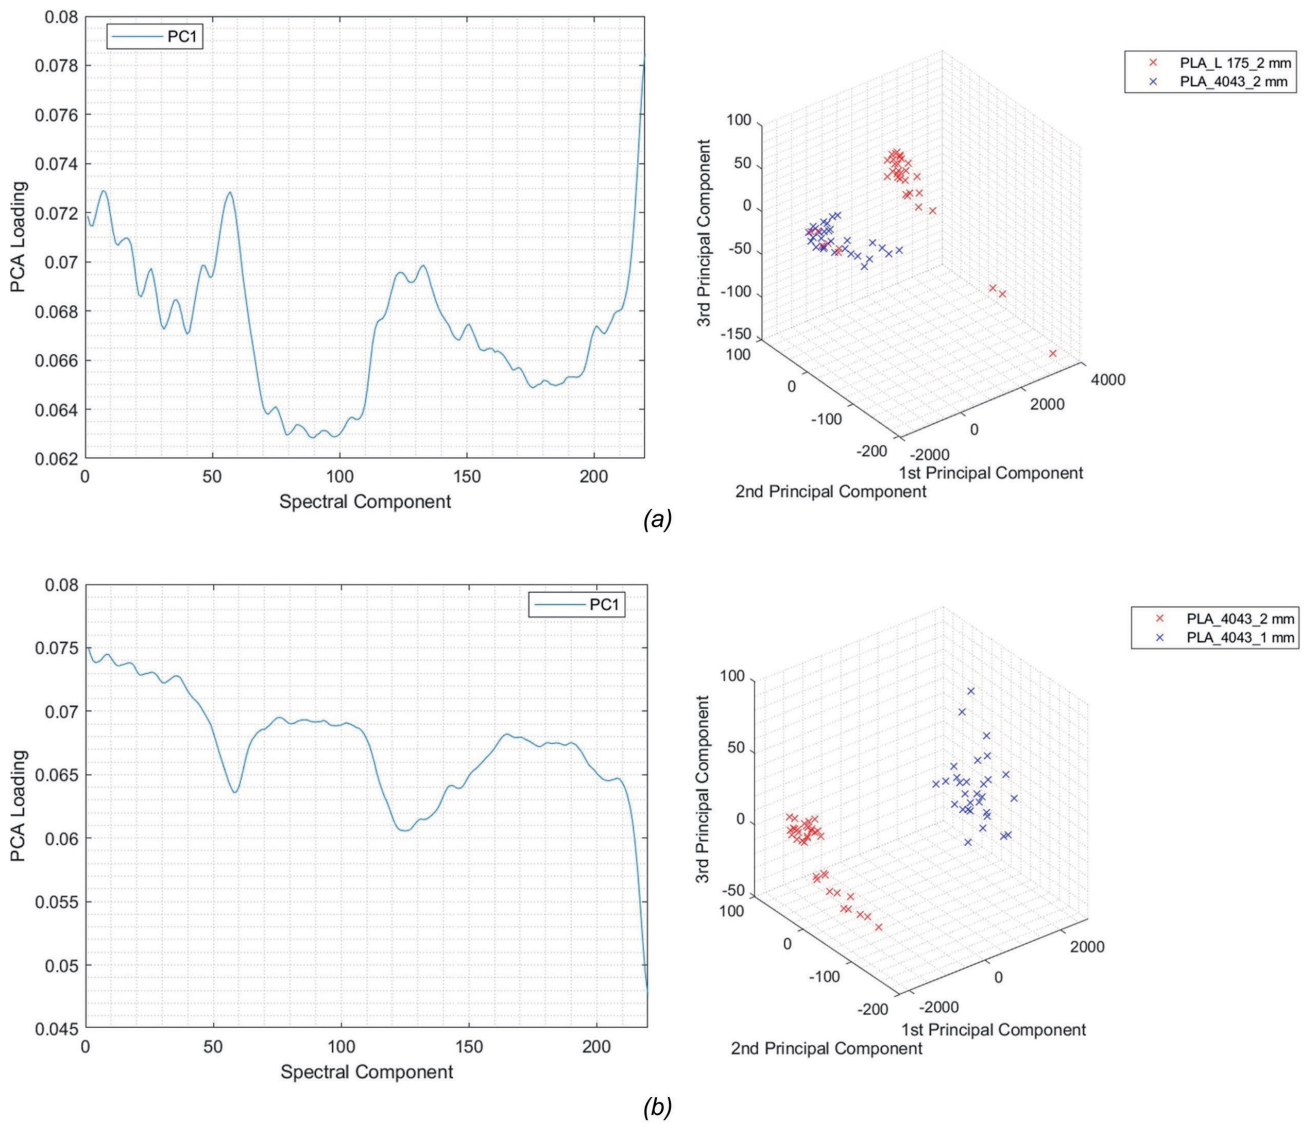 0.08
0.078
0.076
0.074
0.072
0.07
0.068
0.066
0.064
0.062
PCA Loading
0 50 100 150 200
Spectral Component
PC1
PLA_L 175_2 mm
PLA_4043_2 mm
100
50
0
-50
-100
-150
3rd Principal Component
100
0
-100
-200
2nd Principal Component
-2000
0
2000
4000
1st Principal Component
(a)
0.08
0.075
0.07
0.065
0.06
0.055
0.05
0.045
PCA Loading
0 50 100 150 200
Spectral Component
PC1
PLA_4043_2 mm
PLA_4043_1 mm
100
50
0
-50
3rd Principal Component
100
0
-100
-200
2nd Principal Component
-2000
0
2000
1st Principal Component
(b)